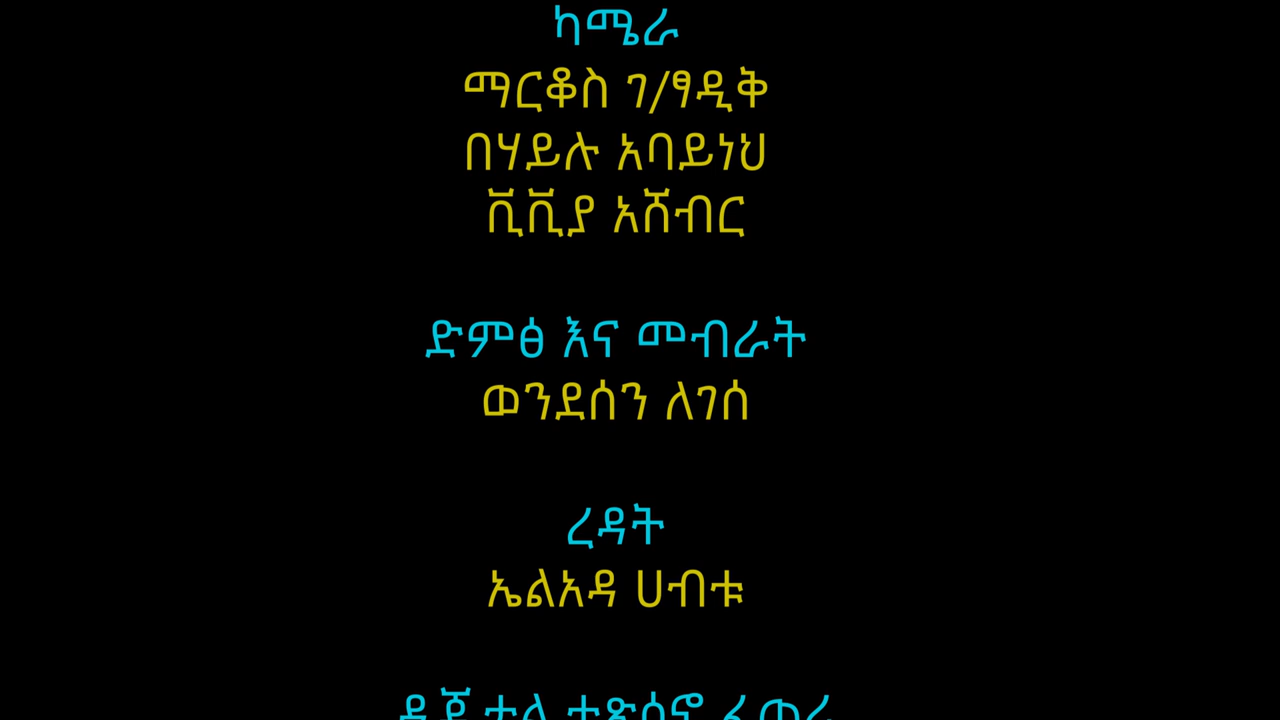 ካሜራ
ማርቆስ ገ/ፃዲቅ
በሃይሉ አባይነህ
ቪቪያ አሸብር
ድምፅ እና መብራት
ወንደሰን ለገሰ
ረዳት
ኤልአዳ ሀብቱ